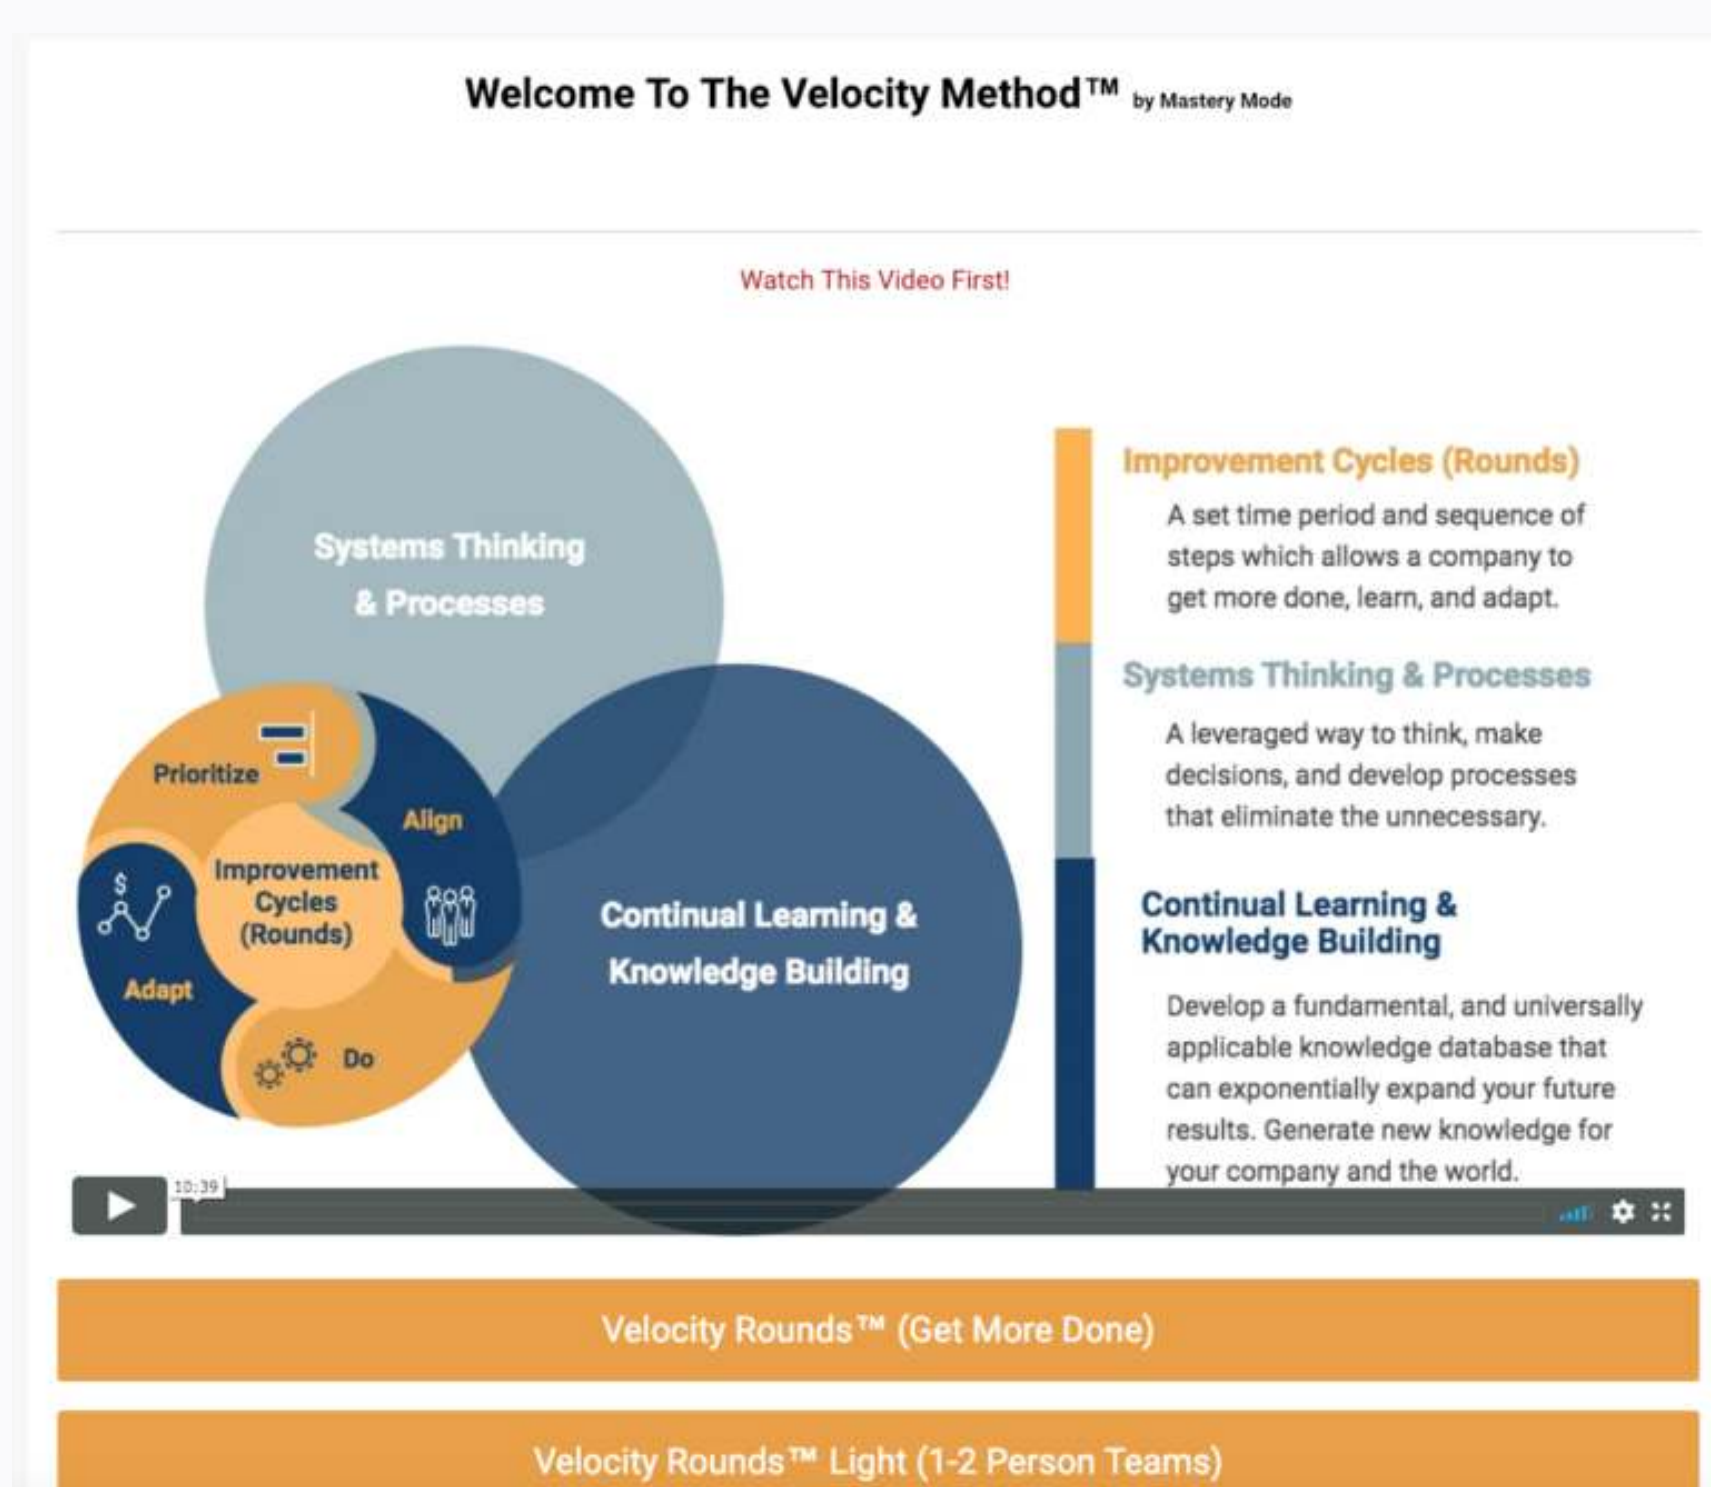 Welcome To The Velocity Method™ by Mastery Mode
Watch This Video First!
Systems Thinking
& Processes
Prioritize
Align
Improvement
Cycles
(Rounds)
$
Adapt
Do
Continual Learning &
Knowledge Building
Improvement Cycles (Rounds)
A set time period and sequence of
steps which allows a company to
get more done, learn, and adapt.
Systems Thinking & Processes
A leveraged way to think, make
decisions, and develop processes
that eliminate the unnecessary.
Continual Learning &
Knowledge Building
Develop a fundamental, and universally
applicable knowledge database that
can exponentially expand your future
results. Generate new knowledge for
your company and the world.
10:39
Velocity Rounds™ (Get More Done)
Velocity Rounds™ Light (1-2 Person Teams)